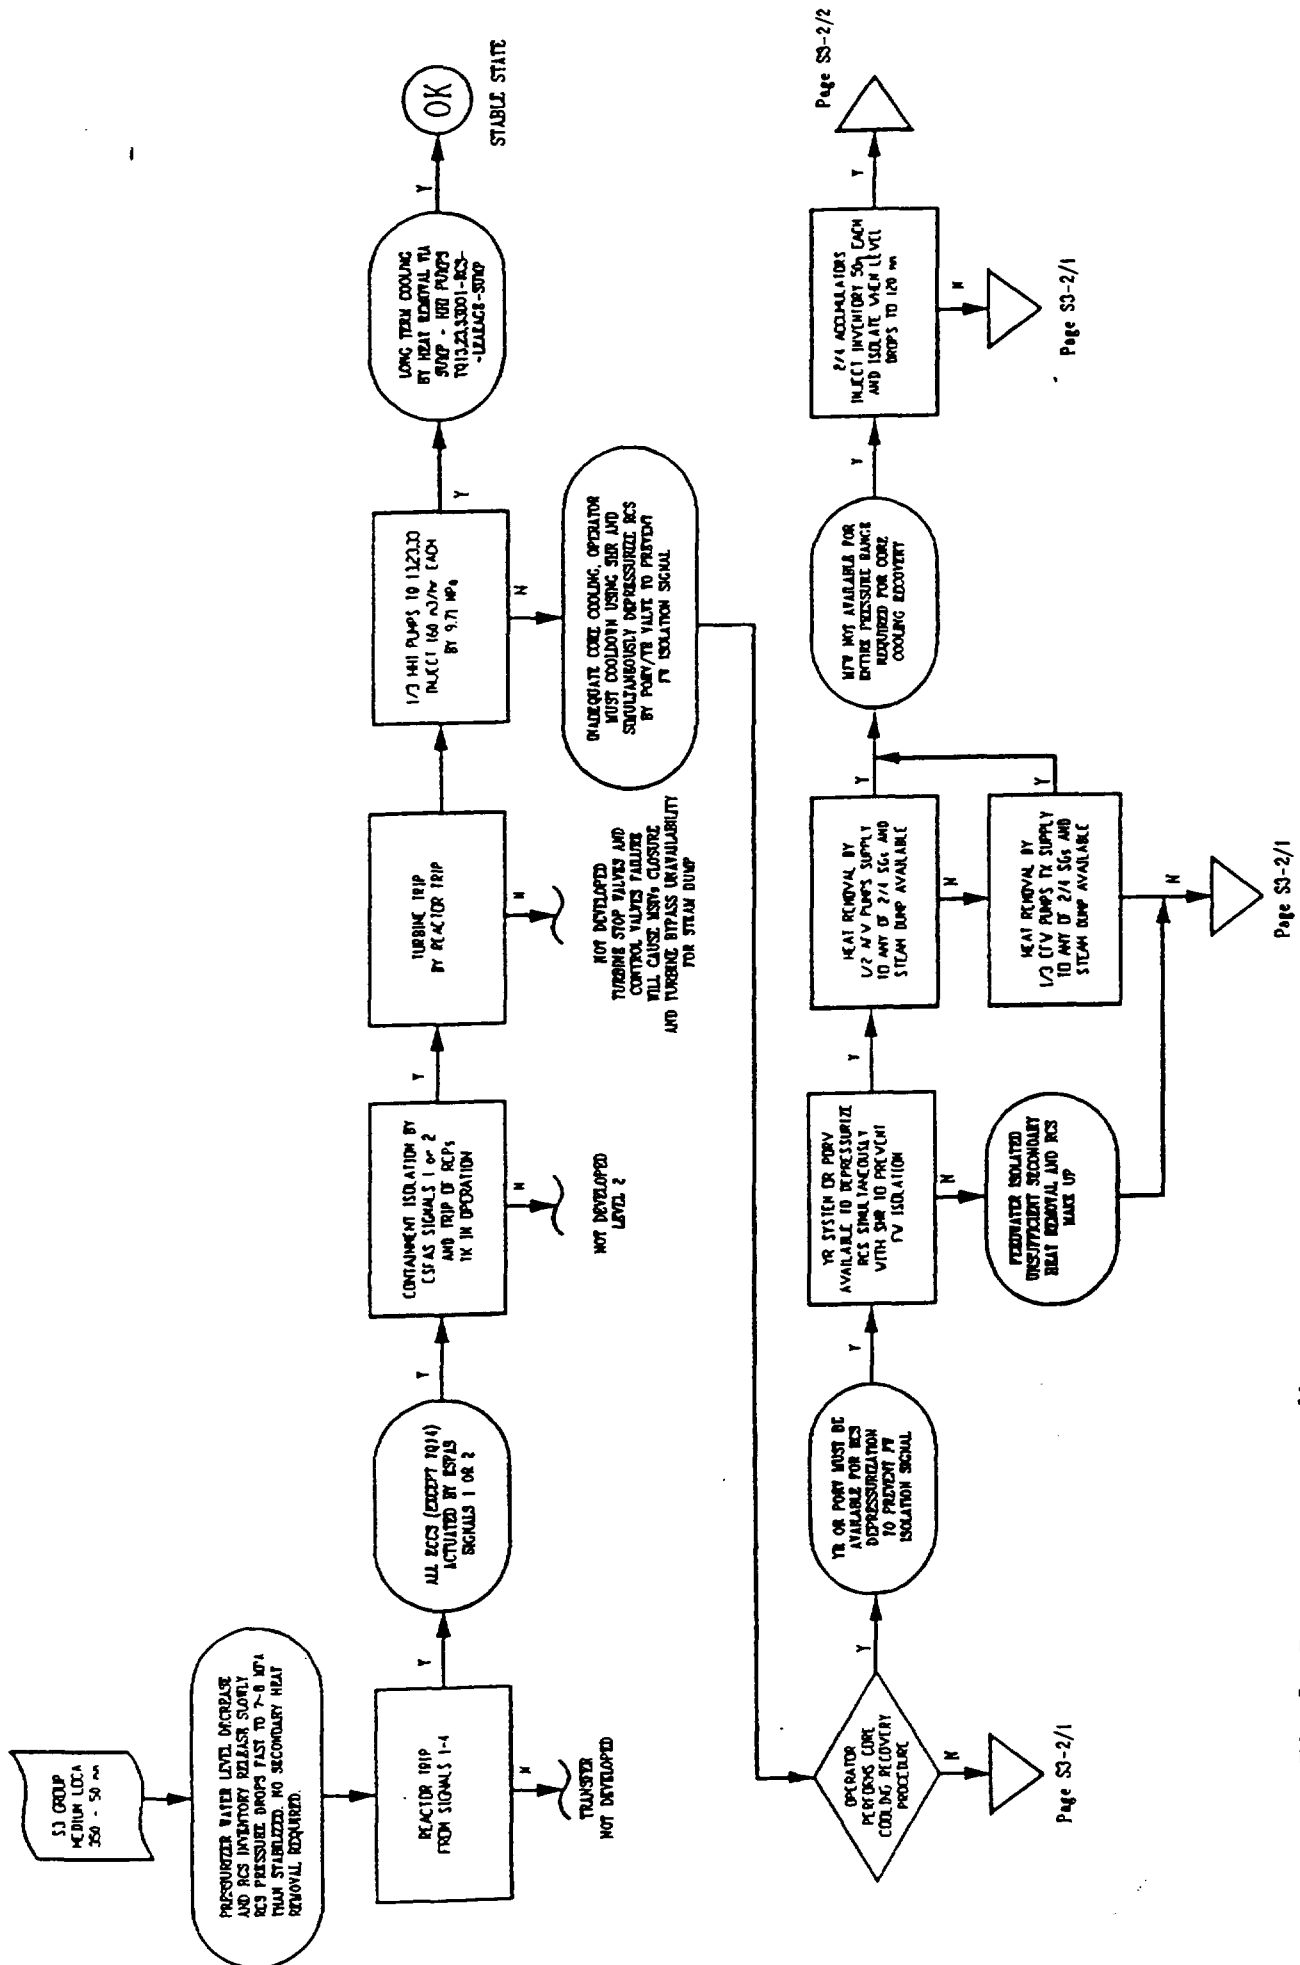 S3 GROUP
MEDIUM LOCA
350 - 50 mm
PRESSURIZER WATER LEVEL DECREASE
AND RCS INVENTORY RELEASE SLOWLY
RCS PRESSURE DROPS FAST TO 7-8 MPA
THAN STABILIZED. NO SECONDARY HEAT
REMOVAL REQUIRED.
REACTOR TRIP
FROM SIGNALS 1-4
Y
N
TRANSFER
NOT DEVELOPED
ALL ECCS (EXCEPT TQ14)
ACTUATED BY ESFAS
SIGNALS 1 OR 2
Y
CONTAINMENT ISOLATION BY
ESFAS SIGNALS 1 or 2
AND TRIP OF RCPs
TK IN OPERATION
Y
N
NOT DEVELOPED
LEVEL 2
TURBINE TRIP
BY REACTOR TRIP
N
NOT DEVELOPED
TURBINE STOP VALVES AND
CONTROL VALVES FAILURE
WILL CAUSE MSIVs CLOSURE
AND TURBINE BYPASS UNAVAILABILITY
FOR STEAM DUMP
1/3 HHI PUMPS TQ 13,23,33
INJECT 160 m3/hr EACH
BY 9.71 MPa
Y
N
LONG TERM COOLING
BY HEAT REMOVAL VIA
SUMP - HHI PUMPS
TQ13,23,33D01-RCS-
-LEAKAGE-SUMP
Y
OK
STABLE STATE
INADEQUATE CORE COOLING, OPERATOR
MUST COOLDOWN USING SHR AND
SIMULTANEOUSLY DEPRESSURIZE RCS
BY PORV/YR VALVE TO PREVENT
FW ISOLATION SIGNAL
OPERATOR
PERFORMS CORE
COOLING RECOVERY
PROCEDURE
Y
N
Page S3-2/1
YR OR PORV MUST BE
AVAILABLE FOR RCS
DEPRESSURIZATION
TO PREVENT FW
ISOLATION SIGNAL
Y
YR SYSTEM OR PORV
AVAILABLE TO DEPRESSURIZE
RCS SIMULTANEOUSLY
WITH SHR TO PREVENT
FW ISOLATION
Y
N
FEEDWATER ISOLATED
UNSUFFICIENT SECONDARY
HEAT REMOVAL AND RCS
MAKE UP
HEAT REMOVAL BY
1/2 AFW PUMPS SUPPLY
TO ANY OF 2/4 SGs AND
STEAM DUMP AVAILABLE
Y
N
HEAT REMOVAL BY
1/3 EFW PUMPS TX SUPPLY
TO ANY OF 2/4 SGs AND
STEAM DUMP AVAILABLE
Y
N
Page S3-2/1
MFW NOT AVAILABLE FOR
ENTIRE PRESSURE RANGE
REQUIRED FOR CORE
COOLING RECOVERY
Y
2/4 ACCUMULATORS
INJECT INVENTORY 50m EACH
AND ISOLATE WHEN LEVEL
DROPS TO 120 mm
Y
N
Page S3-2/1
Page S3-2/2